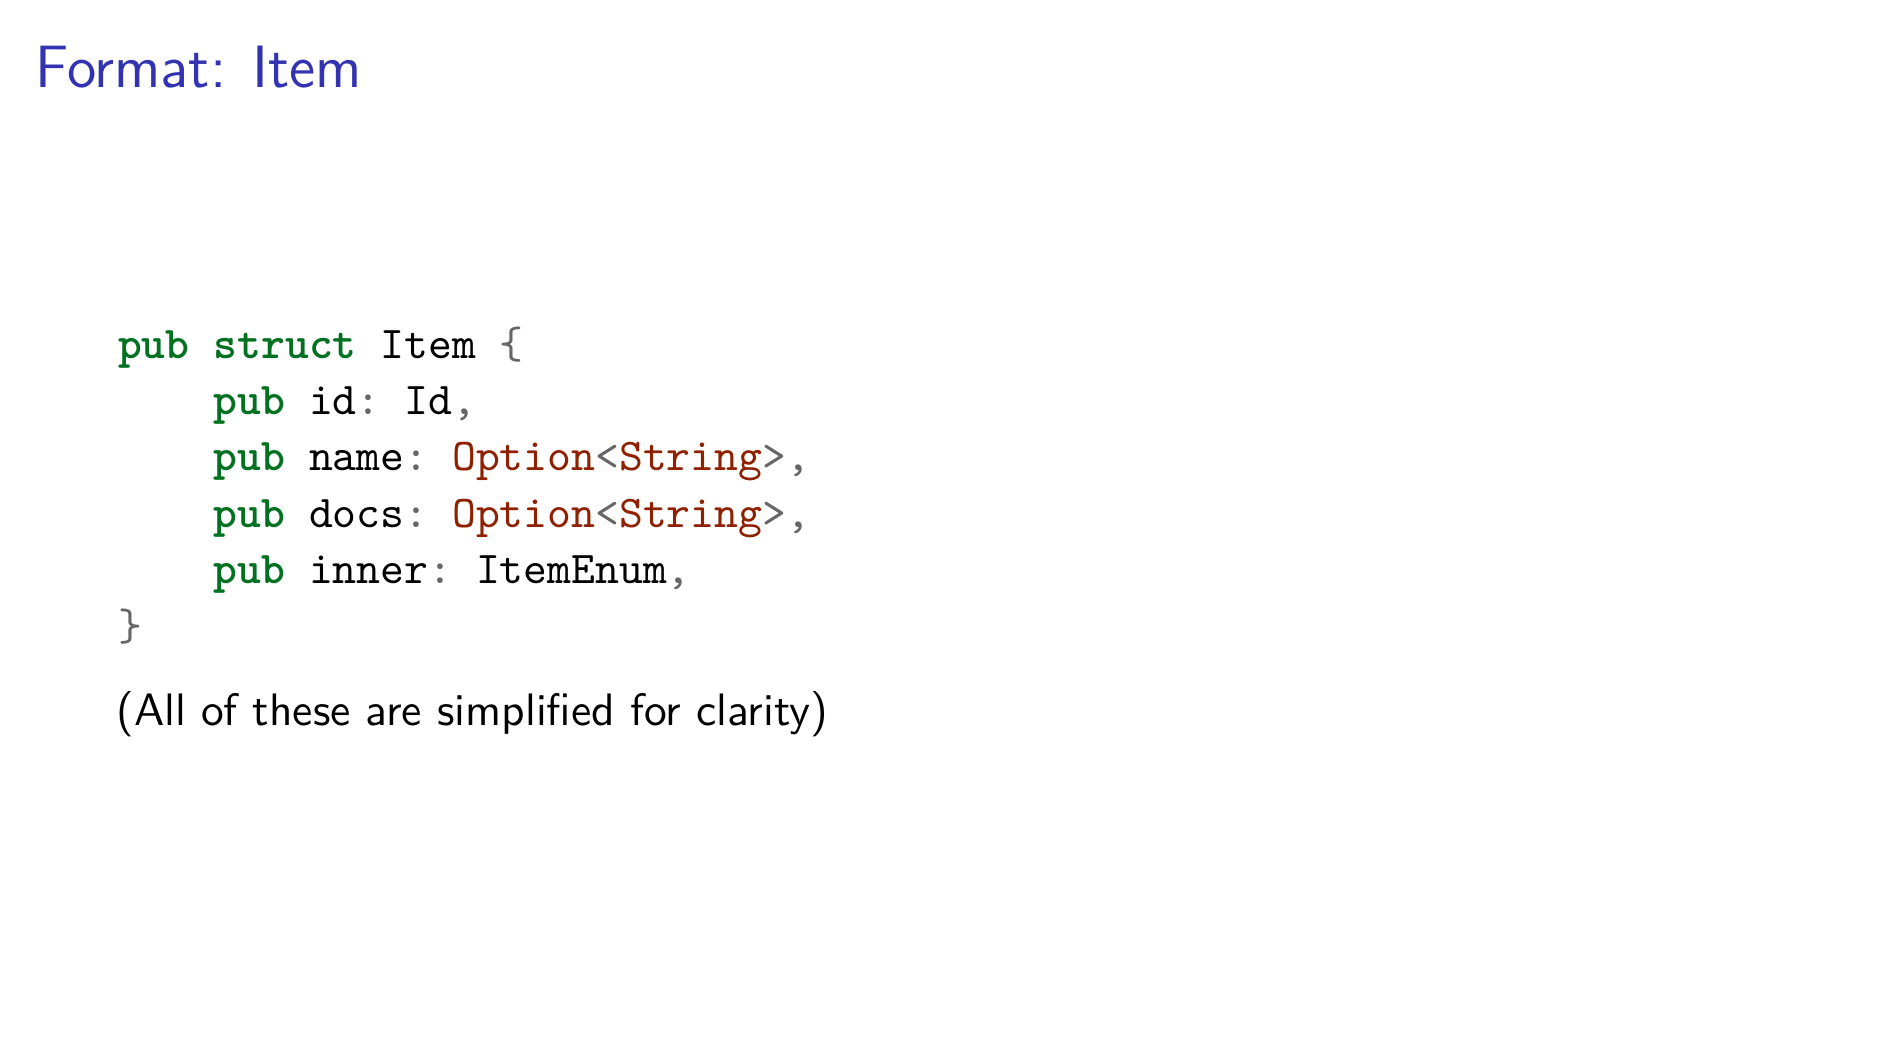 Format: Item
pub struct Item {
    pub id: Id,
    pub name: Option<String>,
    pub docs: Option<String>,
    pub inner: ItemEnum,
}
(All of these are simplified for clarity)